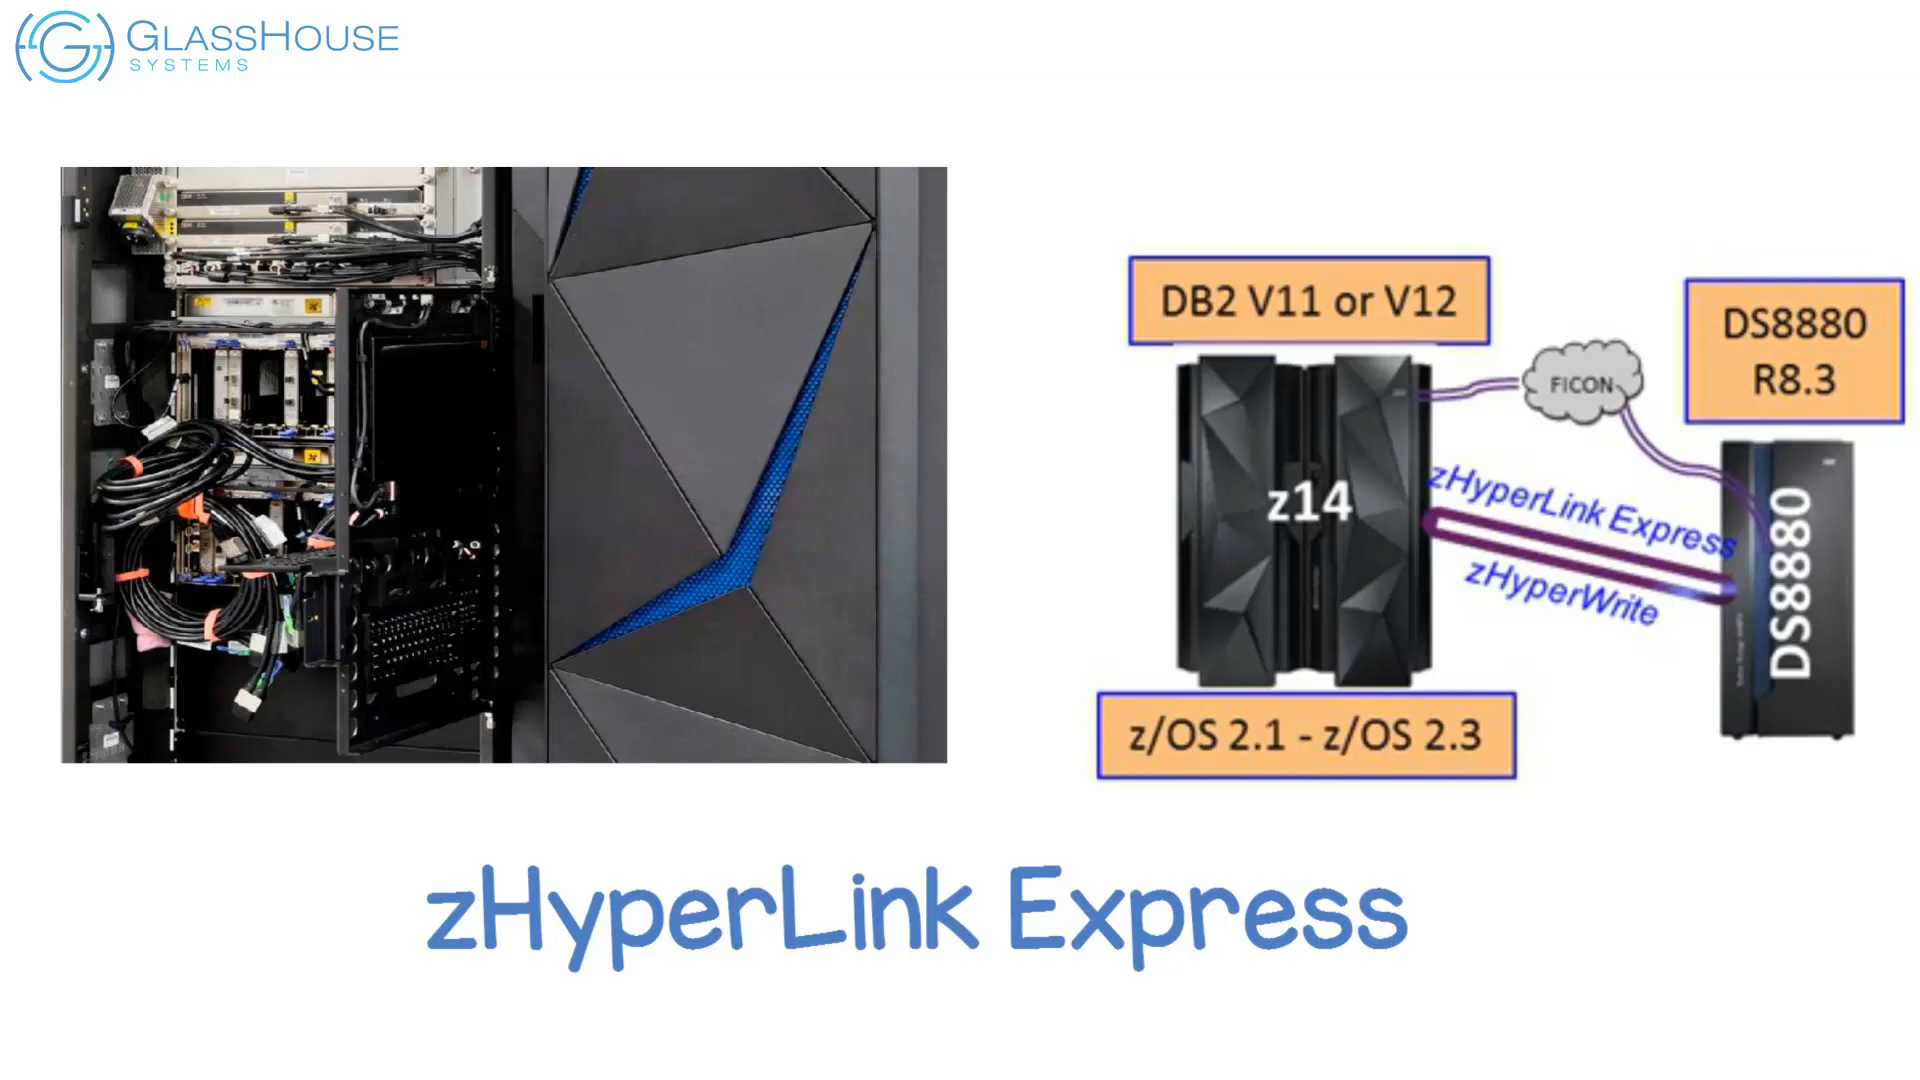 GLASSHOUSE
SYSTEMS
DB2 V11 or V12
DS8880
R8.3
FICON
z14
zHyperLink Express
zHyperWrite
DS8880
z/OS 2.1 - z/OS 2.3
zHyperLink Express